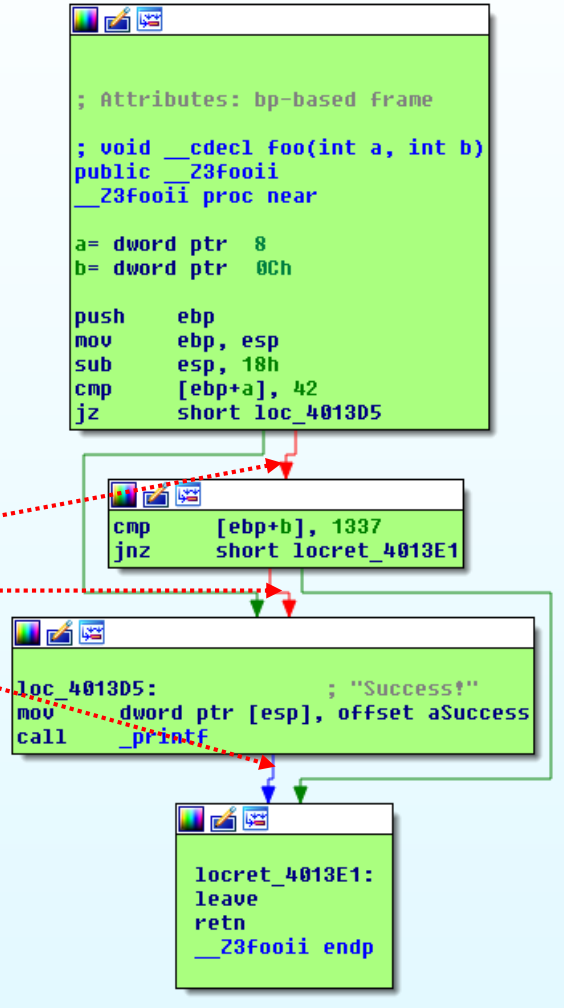 ; Attributes: bp-based frame
; void __cdecl foo(int a, int b)
public __Z3fooii
__Z3fooii proc near
a= dword ptr  8
b= dword ptr  0Ch
push    ebp
mov     ebp, esp
sub     esp, 18h
cmp     [ebp+a], 42
jz      short loc_4013D5
cmp     [ebp+b], 1337
jnz     short locret_4013E1
loc_4013D5:              ; "Success!"
mov     dword ptr [esp], offset aSuccess
call    _printf
locret_4013E1:
leave
retn
__Z3fooii endp